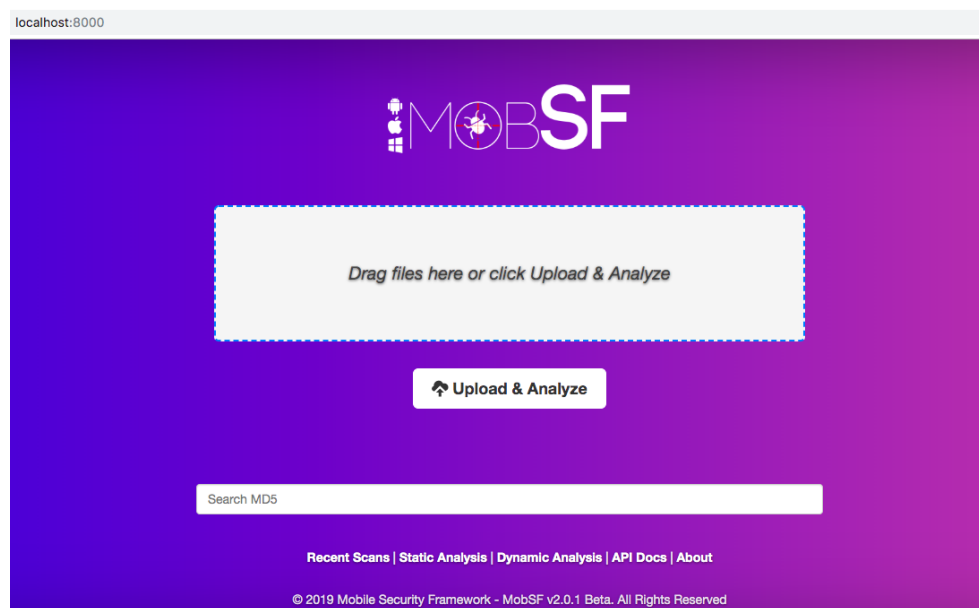 localhost:8000
MOBSF
Drag files here or click Upload & Analyze
Upload & Analyze
Search MD5
Recent Scans | Static Analysis | Dynamic Analysis | API Docs | About
© 2019 Mobile Security Framework - MobSF v2.0.1 Beta. All Rights Reserved